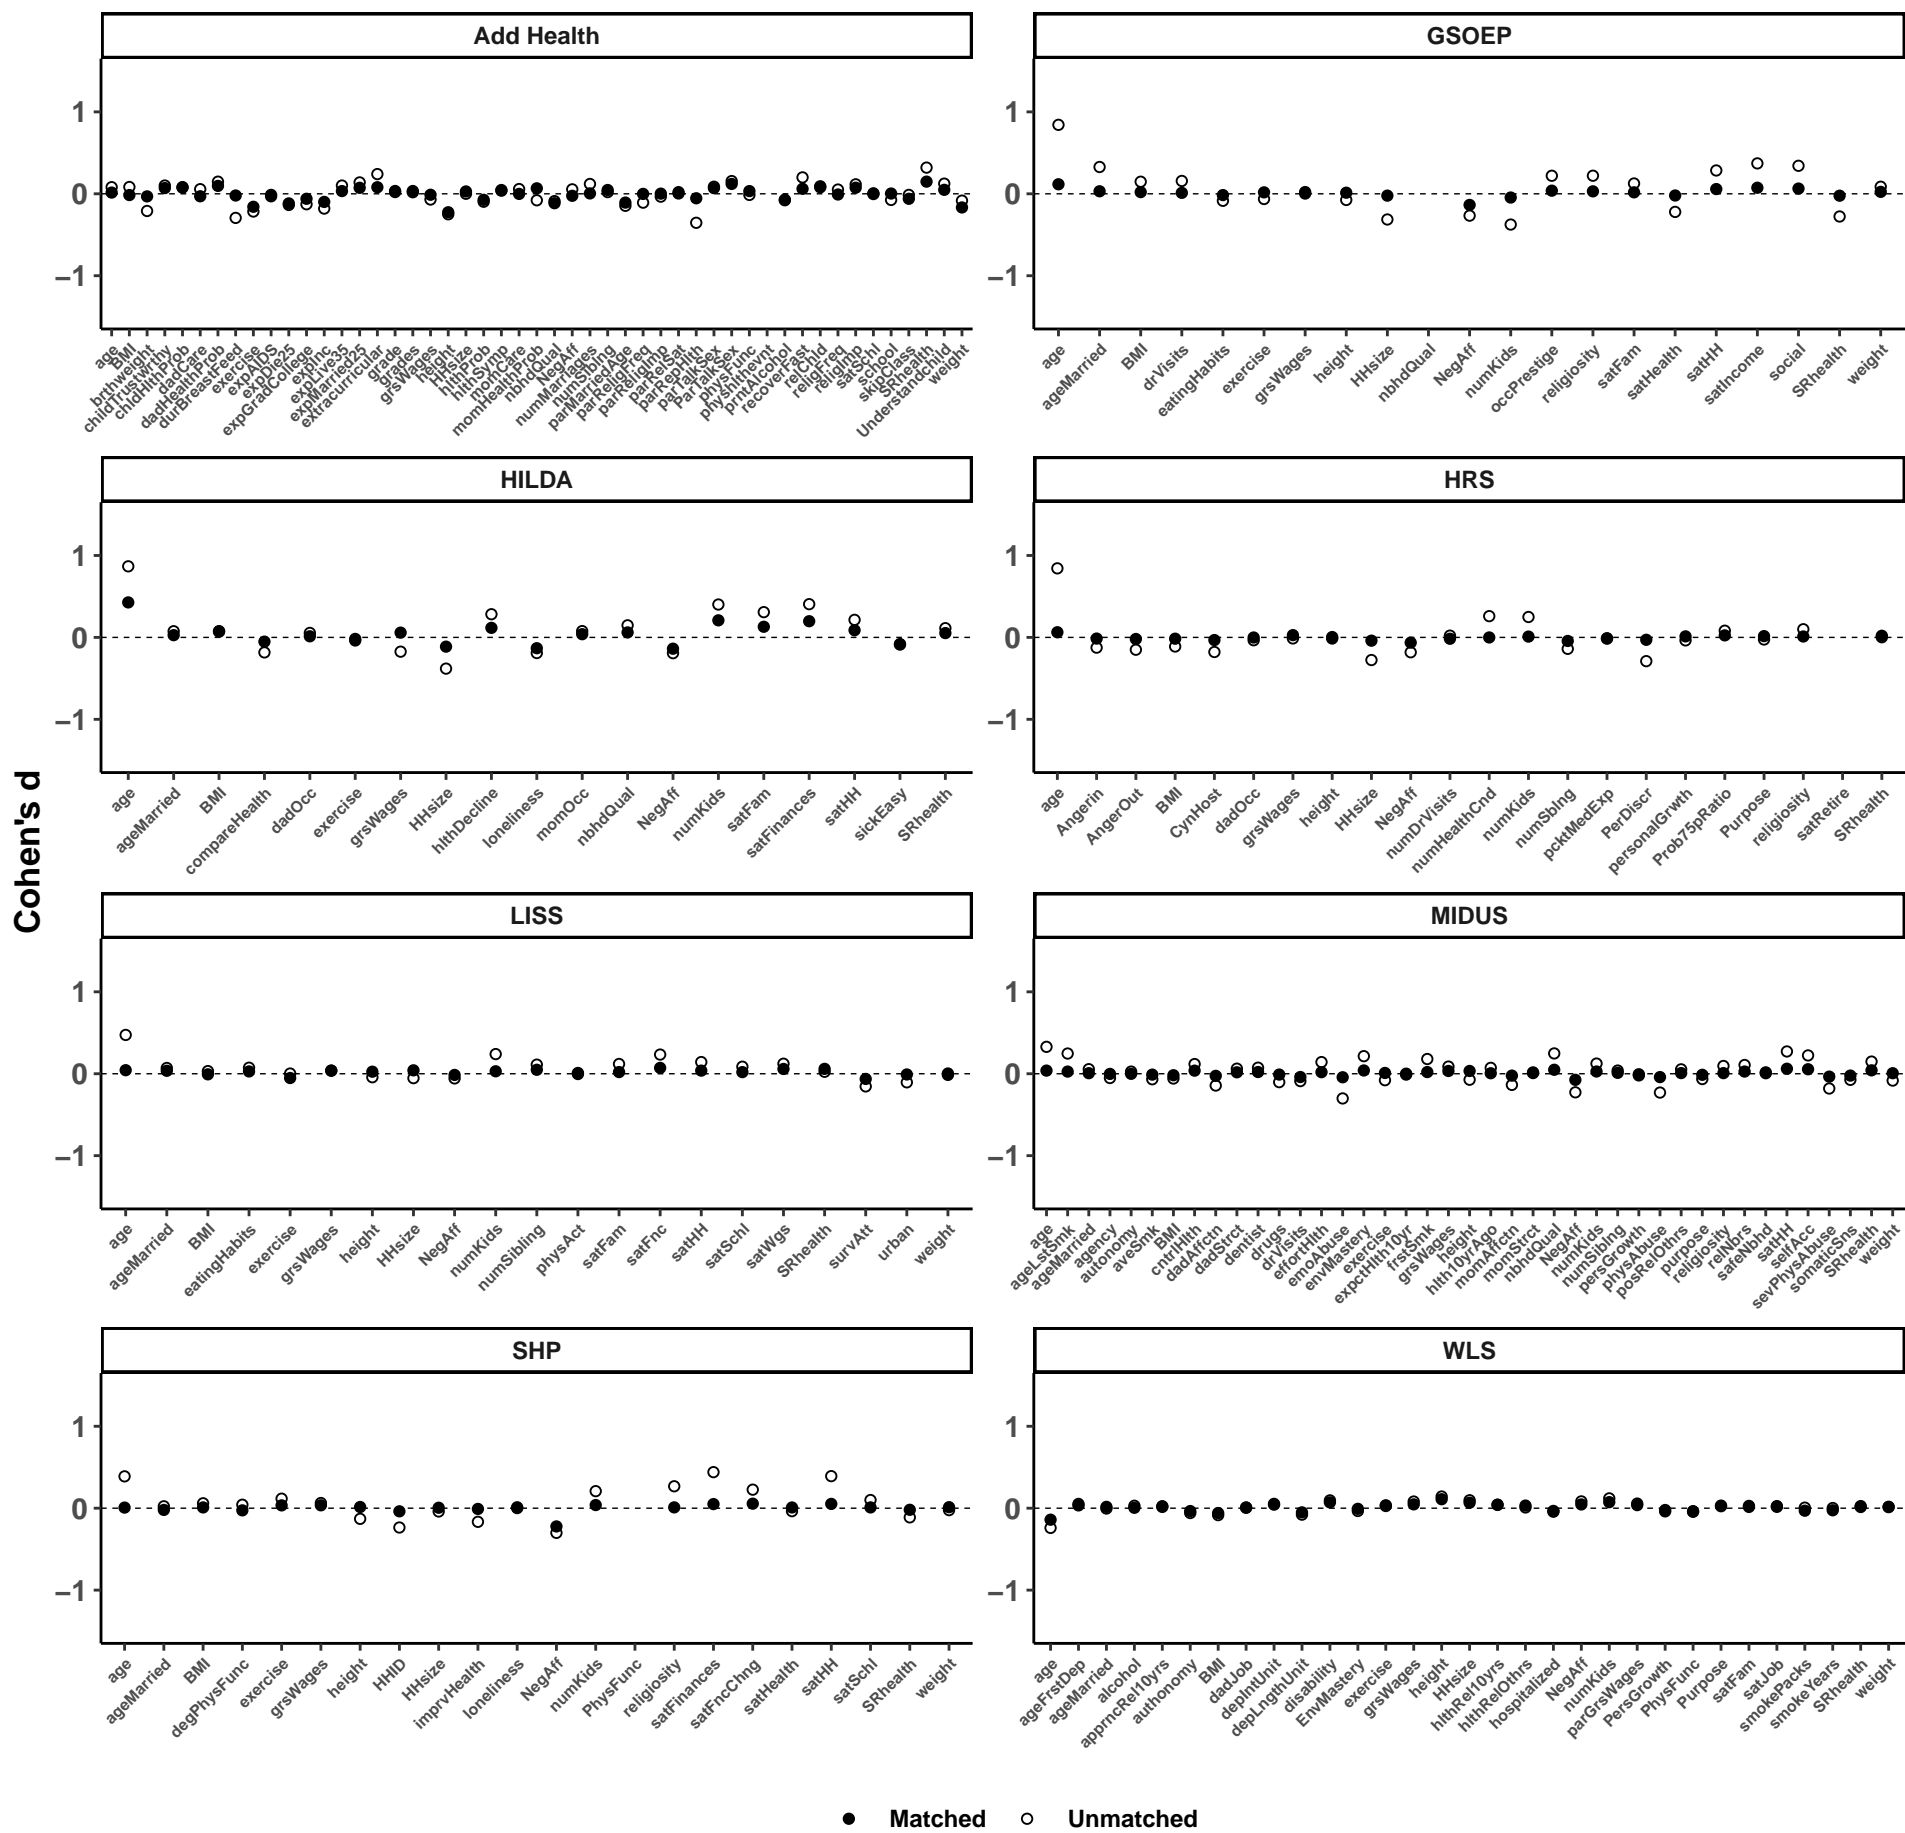 Cohen's d
Add Health
1
0
−1
age
BMI
brthweight
childTrustwrthy
chldHlthPrblm
dadCare
dadHealthProb
durBreastFeed
exercise
expAIDS
expDie25
expGradCollege
expInc
expLive35
expMarried25
extracurricular
grade
grades
grsWages
height
HHsize
hlthProb
hlthSymp
momCare
momHealthProb
nbhdQual
NegAff
numMarriages
numSibling
parMarriedAge
parReligFreq
parReligImp
parRelSat
parRepHlth
parTalkSex
ParTalkSex
physFunc
physhlthevnt
prntAlcohol
recoverFast
relChld
religFreq
religImp
satSchl
school
skipClass
SRhealth
Understandchild
weight
GSOEP
1
0
−1
age
ageMarried
BMI
drVisits
eatingHabits
exercise
grsWages
height
HHsize
nbhdQual
NegAff
numKids
occPrestige
religiosity
satFam
satHealth
satHH
satIncome
social
SRhealth
weight
HILDA
1
0
−1
age
ageMarried
BMI
compareHealth
dadOcc
exercise
grsWages
HHsize
hlthDecline
loneliness
momOcc
nbhdQual
NegAff
numKids
satFam
satFinances
satHH
sickEasy
SRhealth
HRS
1
0
−1
age
Angerin
AngerOut
BMI
CynHost
dadOcc
grsWages
height
HHsize
NegAff
numDrVisits
numHealthCnd
numKids
numSblng
pcktMedExp
PerDiscr
personalGrwth
Prob75pRatio
Purpose
religiosity
satRetire
SRhealth
LISS
1
0
−1
age
ageMarried
BMI
eatingHabits
exercise
grsWages
height
HHsize
NegAff
numKids
numSibling
physAct
satFam
satFnc
satHH
satSchl
satWgs
SRhealth
survAtt
urban
weight
MIDUS
1
0
−1
age
ageLstSmk
ageMarried
agency
autonomy
aveSmk
BMI
cntrlHlth
dadAffctn
dadStrct
dentist
drugs
drVisits
effortHlth
emoAbuse
envMastery
exercise
expctHlth10yr
frstSmk
grsWages
height
hlth10yrAgo
momAffctn
momStrct
nbhdQual
NegAff
numKids
numSiblng
persGrowth
physAbuse
posRelOthrs
purpose
religiosity
relNbrs
safeNbhd
satHH
selfAcc
sevPhysAbuse
somaticSns
SRhealth
weight
SHP
1
0
−1
age
ageMarried
BMI
degPhysFunc
exercise
grsWages
height
HHID
HHsize
imprvHealth
loneliness
NegAff
numKids
PhysFunc
religiosity
satFinances
satFncChng
satHealth
satHH
satSchl
SRhealth
weight
WLS
1
0
−1
age
ageFrstDep
ageMarried
alcohol
apprncRel10yrs
authonomy
BMI
dadJob
depIntUnit
depLngthUnit
disability
EnvMastery
exercise
grsWages
height
HHsize
hlthRel10yrs
hlthRelOthrs
hospitalized
NegAff
numKids
parGrsWages
PersGrowth
PhysFunc
Purpose
satFam
satJob
smokePacks
smokeYears
SRhealth
weight
Matched
Unmatched